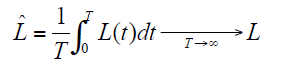 L̂ = 1/T ∫₀ᵀ L(t)dt ⟶ T→∞ L